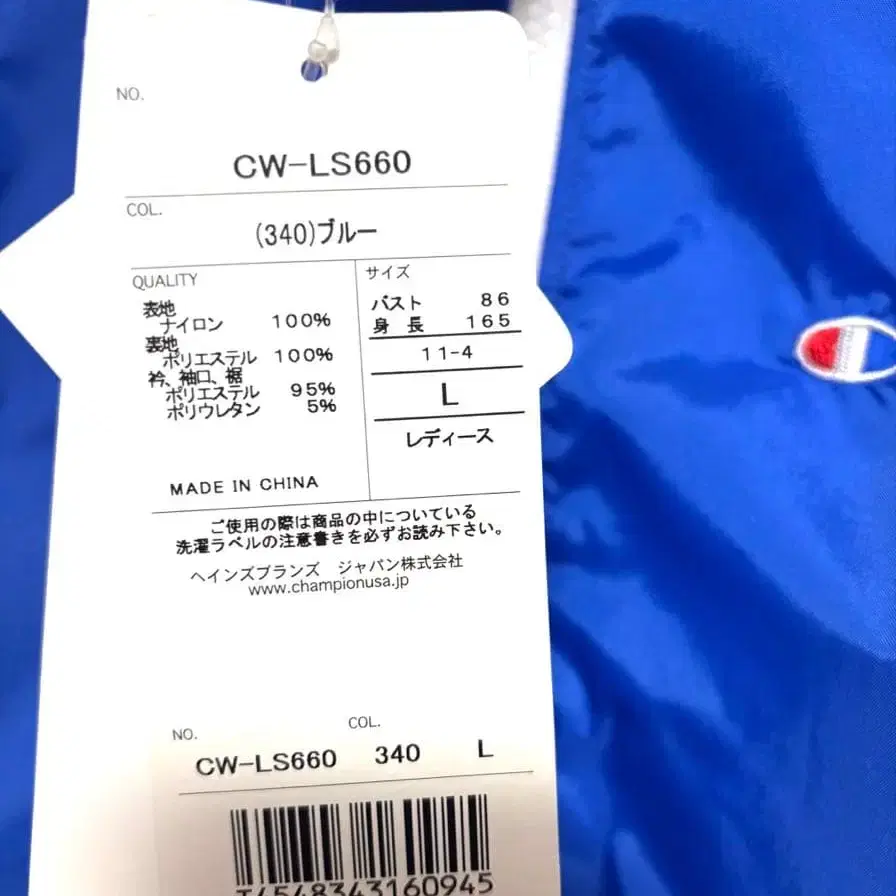 NO.
CW-LS660
COL.
(340)ブルー
QUALITY
表地
ナイロン 100%
裏地
ポリエステル 100%
衿、袖口、裾
ポリエステル 95%
ポリウレタン 5%
MADE IN CHINA
サイズ
バスト 86
身 長 165
11-4
L
レディース
ご使用の際は商品の中についている
洗濯ラベルの注意書きを必ずお読み下さい。
ヘインズブランズ ジャパン株式会社
www.championusa.jp
NO. COL.
CW-LS660 340 L
T4548343160945